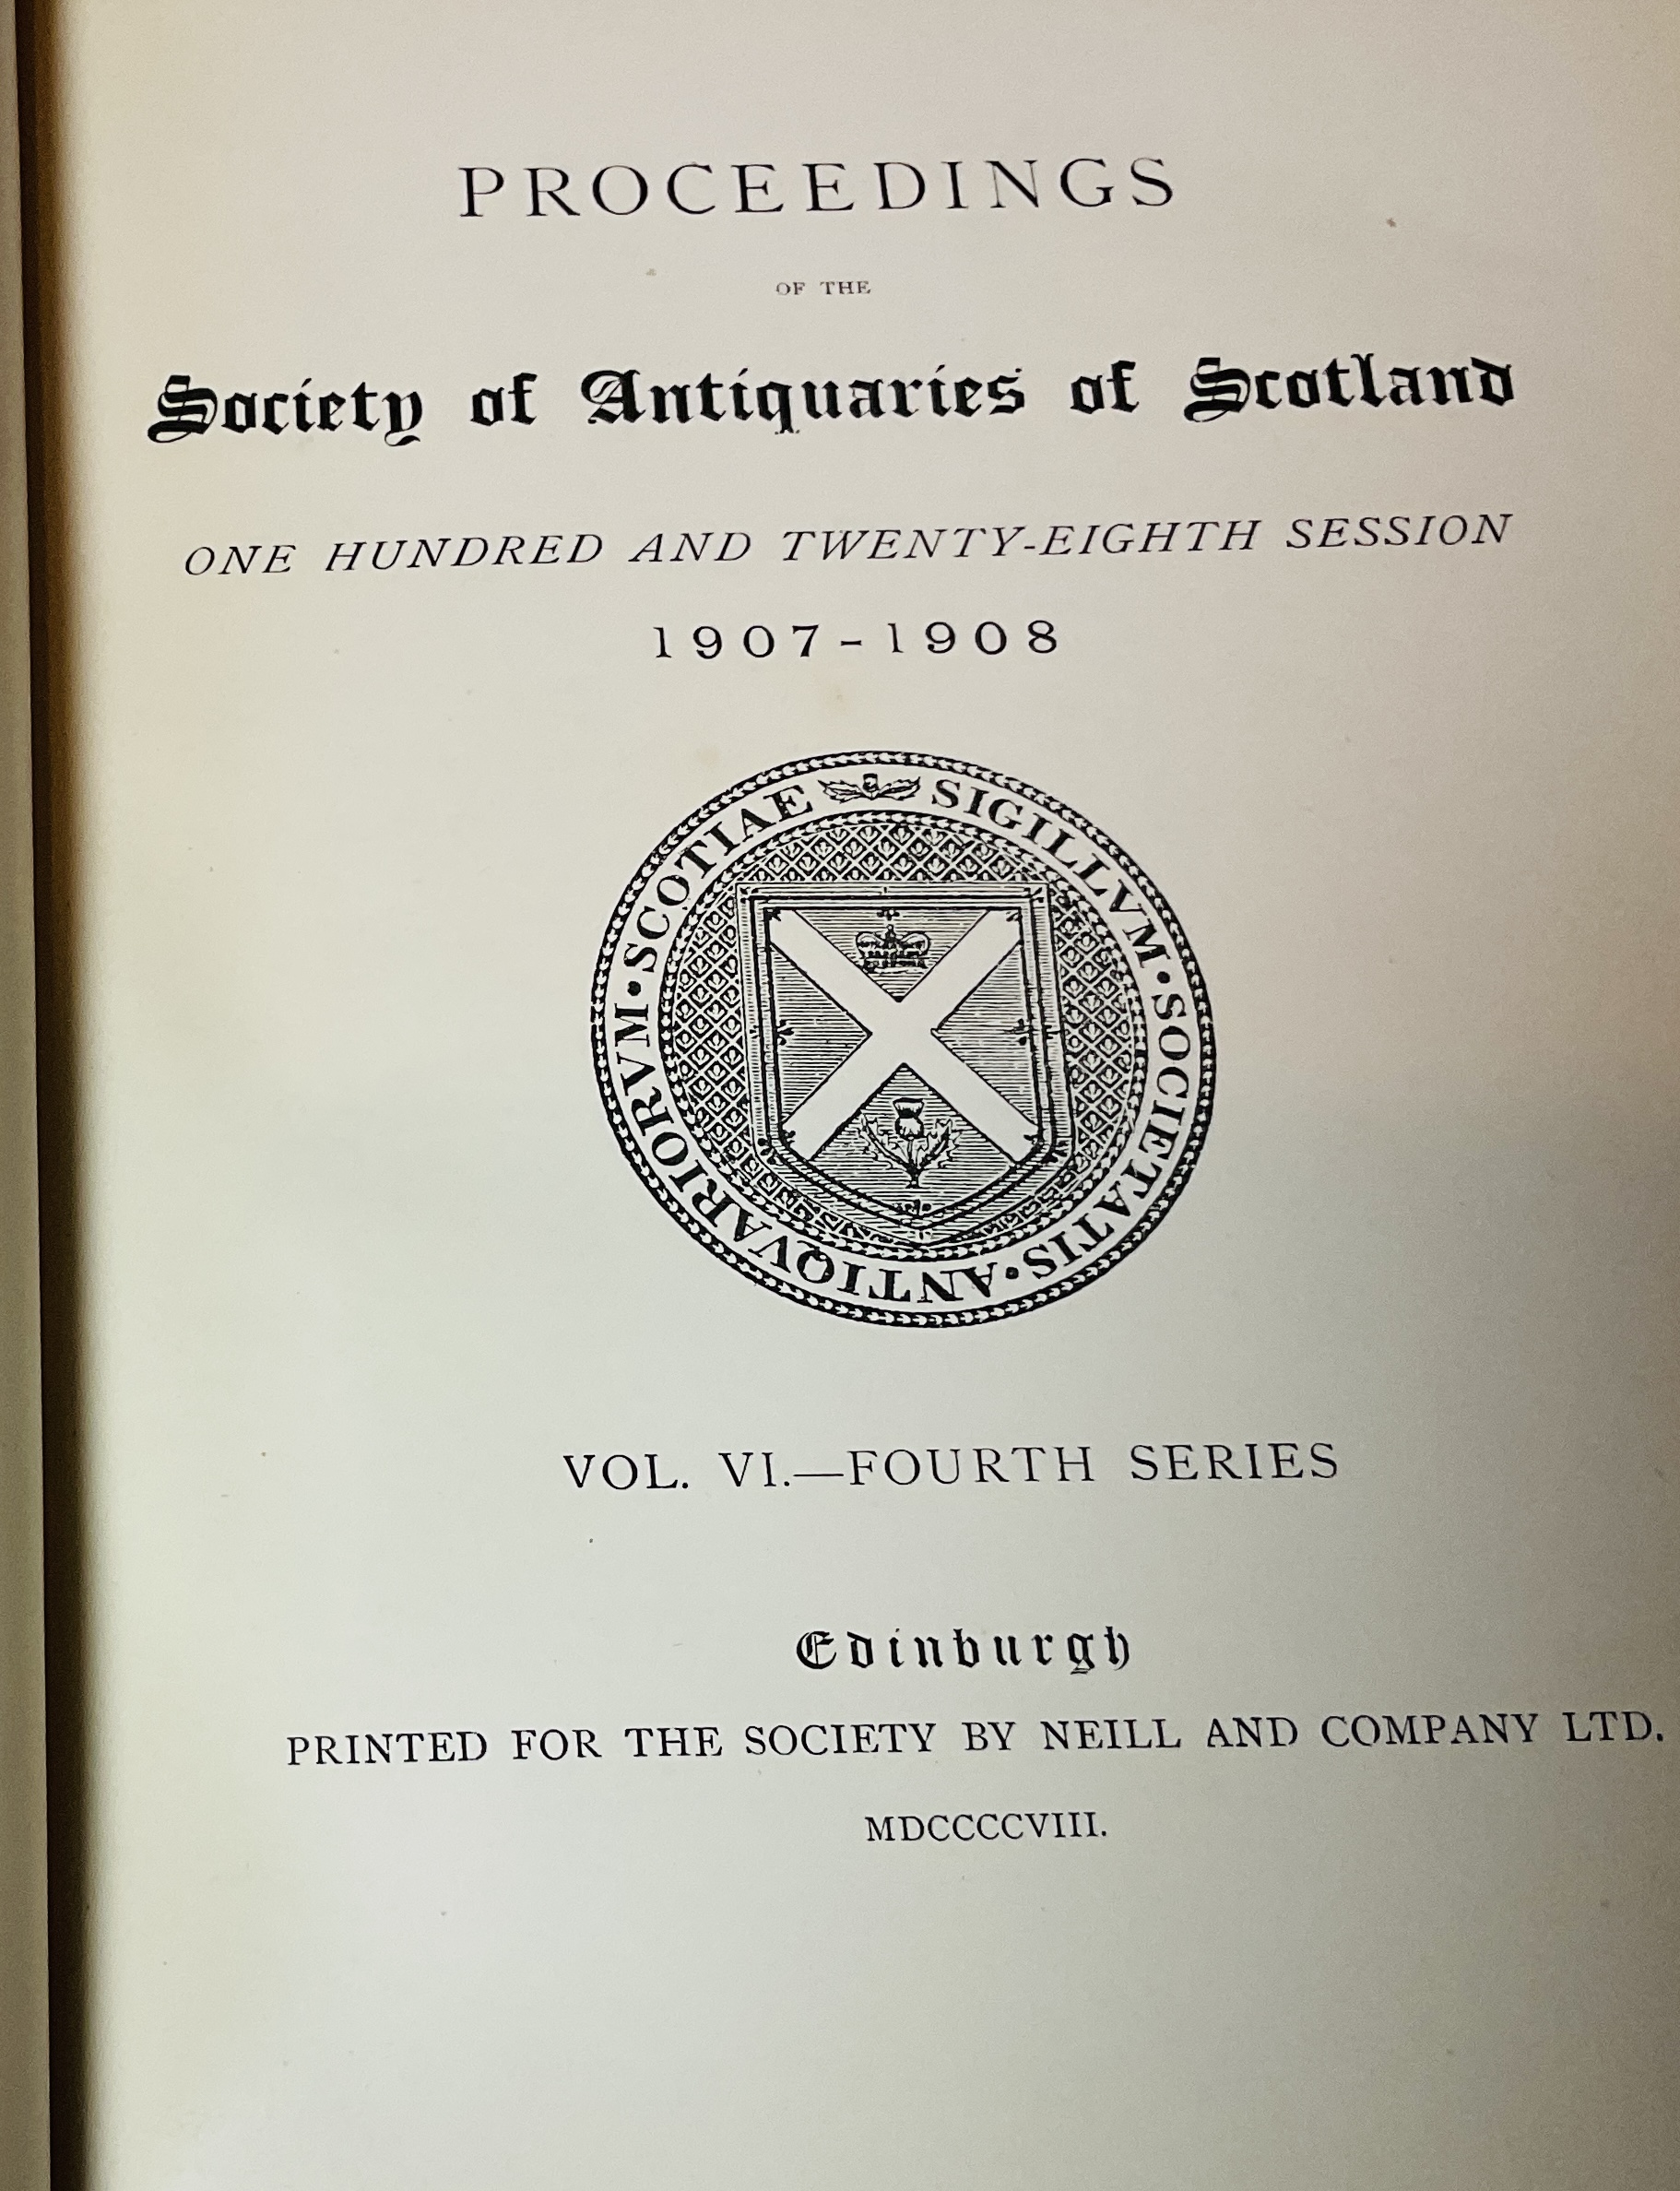 PROCEEDINGS
OF THE
Society of Antiquaries of Scotland
ONE HUNDRED AND TWENTY-EIGHTH SESSION
1907-1908
SIGILLVM · SOCIETATIS · ANTIQVARIORVM · SCOTIAE
VOL. VI.—FOURTH SERIES
Edinburgh
PRINTED FOR THE SOCIETY BY NEILL AND COMPANY LTD.
MDCCCCVIII.